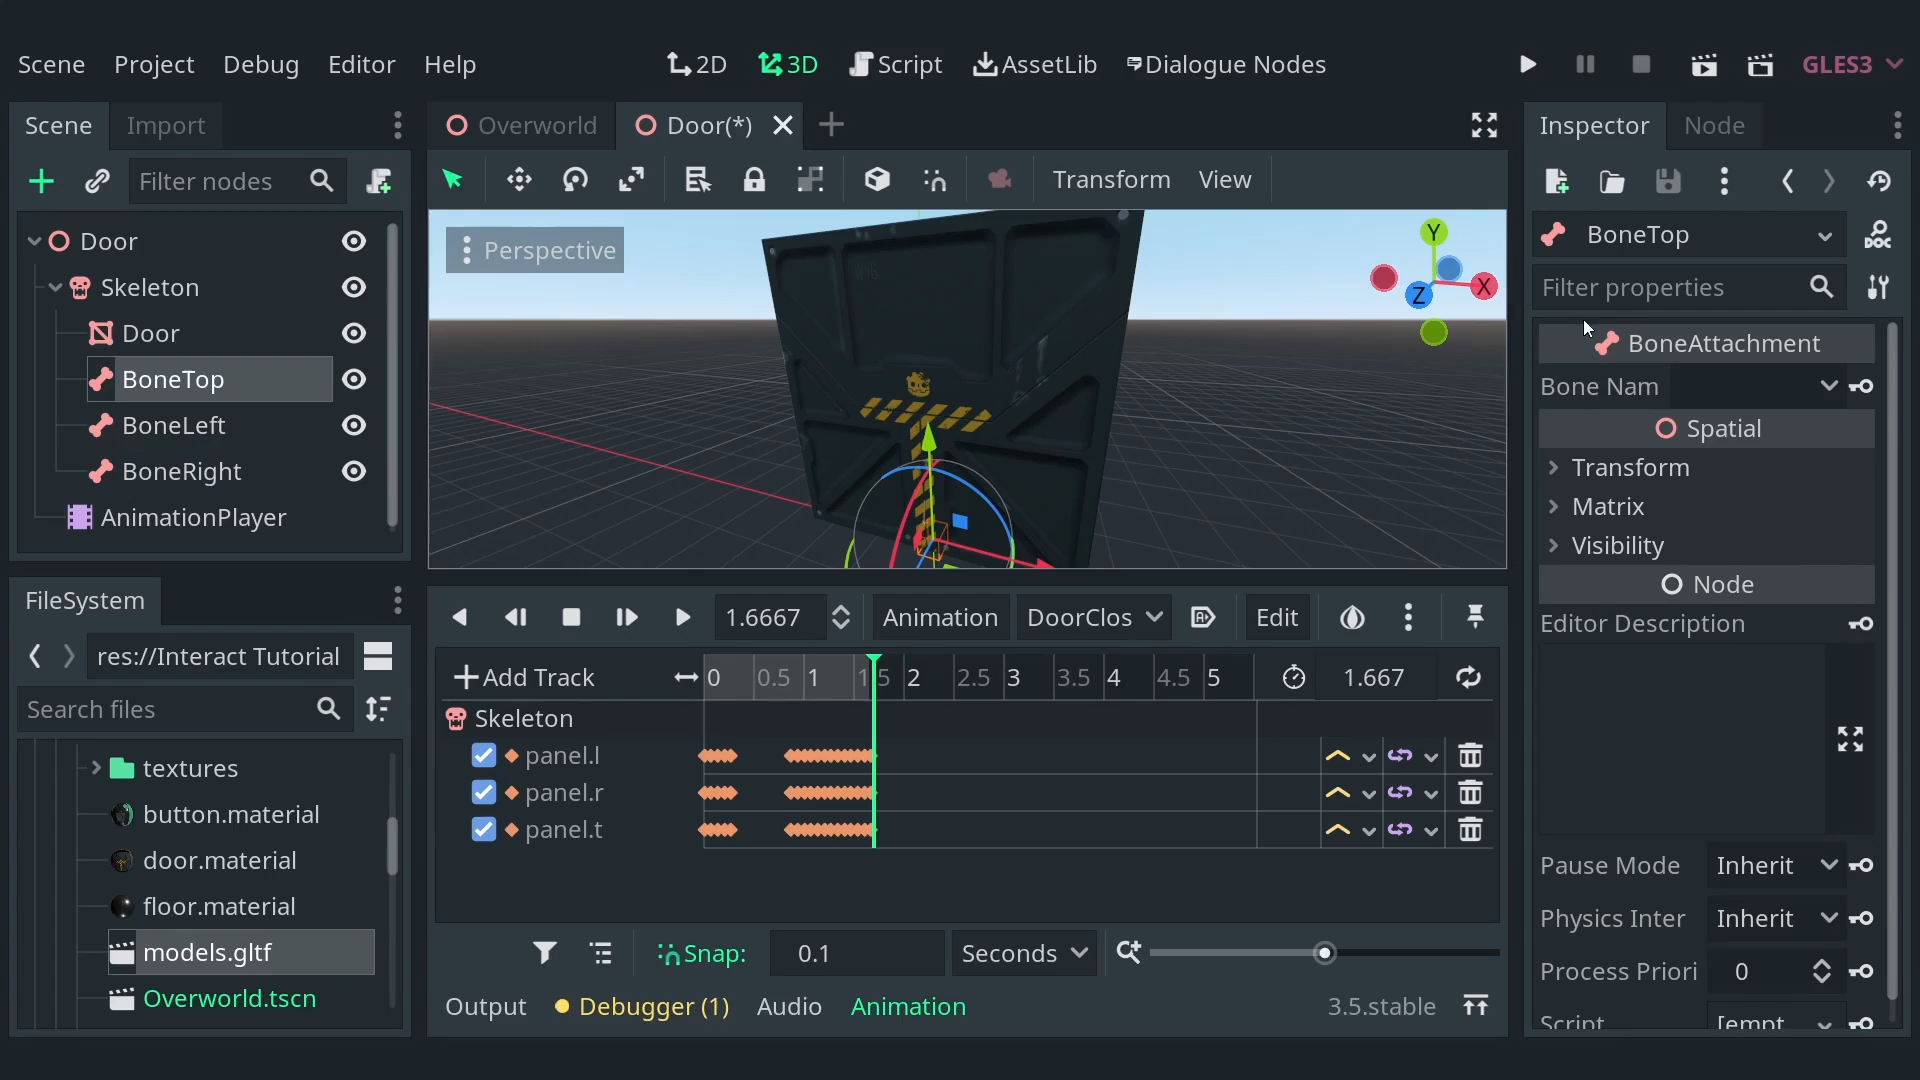 Scene Project Debug Editor Help 2D 3D Script AssetLib Dialogue Nodes GLES3
Scene Import
Filter nodes
Door
Skeleton
Door
BoneTop
BoneLeft
BoneRight
AnimationPlayer
FileSystem
res://Interact Tutorial
Search files
textures
button.material
door.material
floor.material
models.gltf
Overworld.tscn
Overworld Door(*)
Transform View
Perspective
Y
X
Z
1.6667 Animation DoorClos Edit
Add Track 0 0.5 1 1 5 2 2.5 3 3.5 4 4.5 5 1.667
Skeleton
panel.l
panel.r
panel.t
Snap: 0.1 Seconds
Output Debugger (1) Audio Animation 3.5.stable
Inspector Node
BoneTop
DOC
Filter properties
BoneAttachment
Bone Nam
Spatial
Transform
Matrix
Visibility
Node
Editor Description
Pause Mode Inherit
Physics Inter Inherit
Process Priori 0
Script [empt